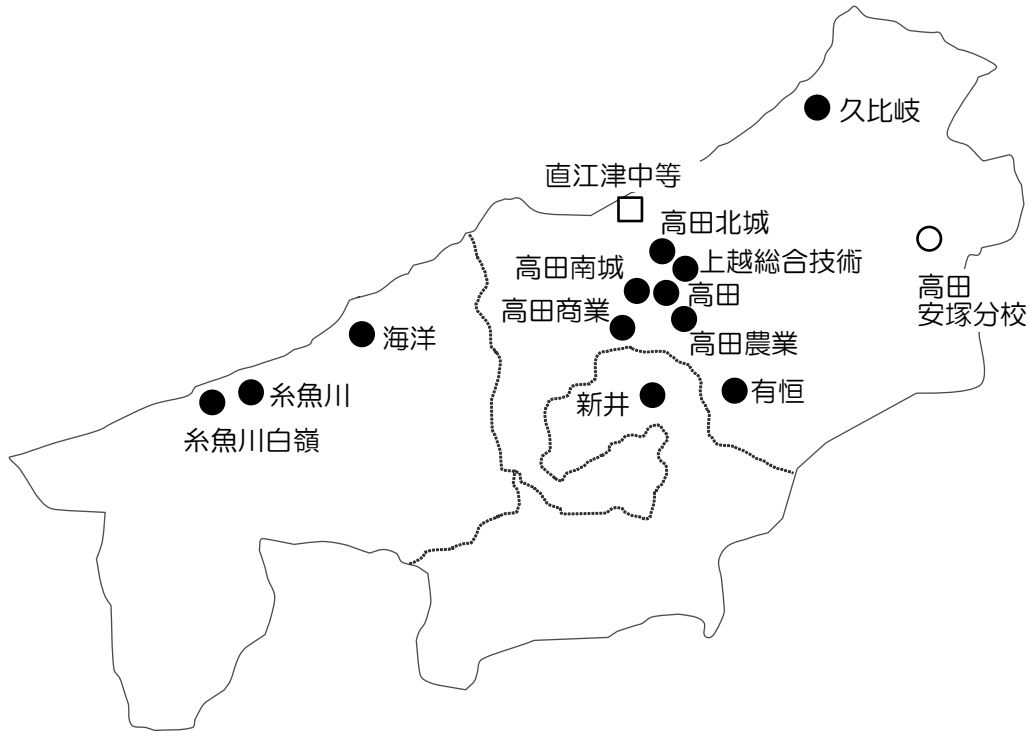 久比岐
直江津中等
高田北城
上越総合技術
高田南城
高田
高田商業
高田農業
高田
安塚分校
海洋
糸魚川
糸魚川白嶺
新井
有恒